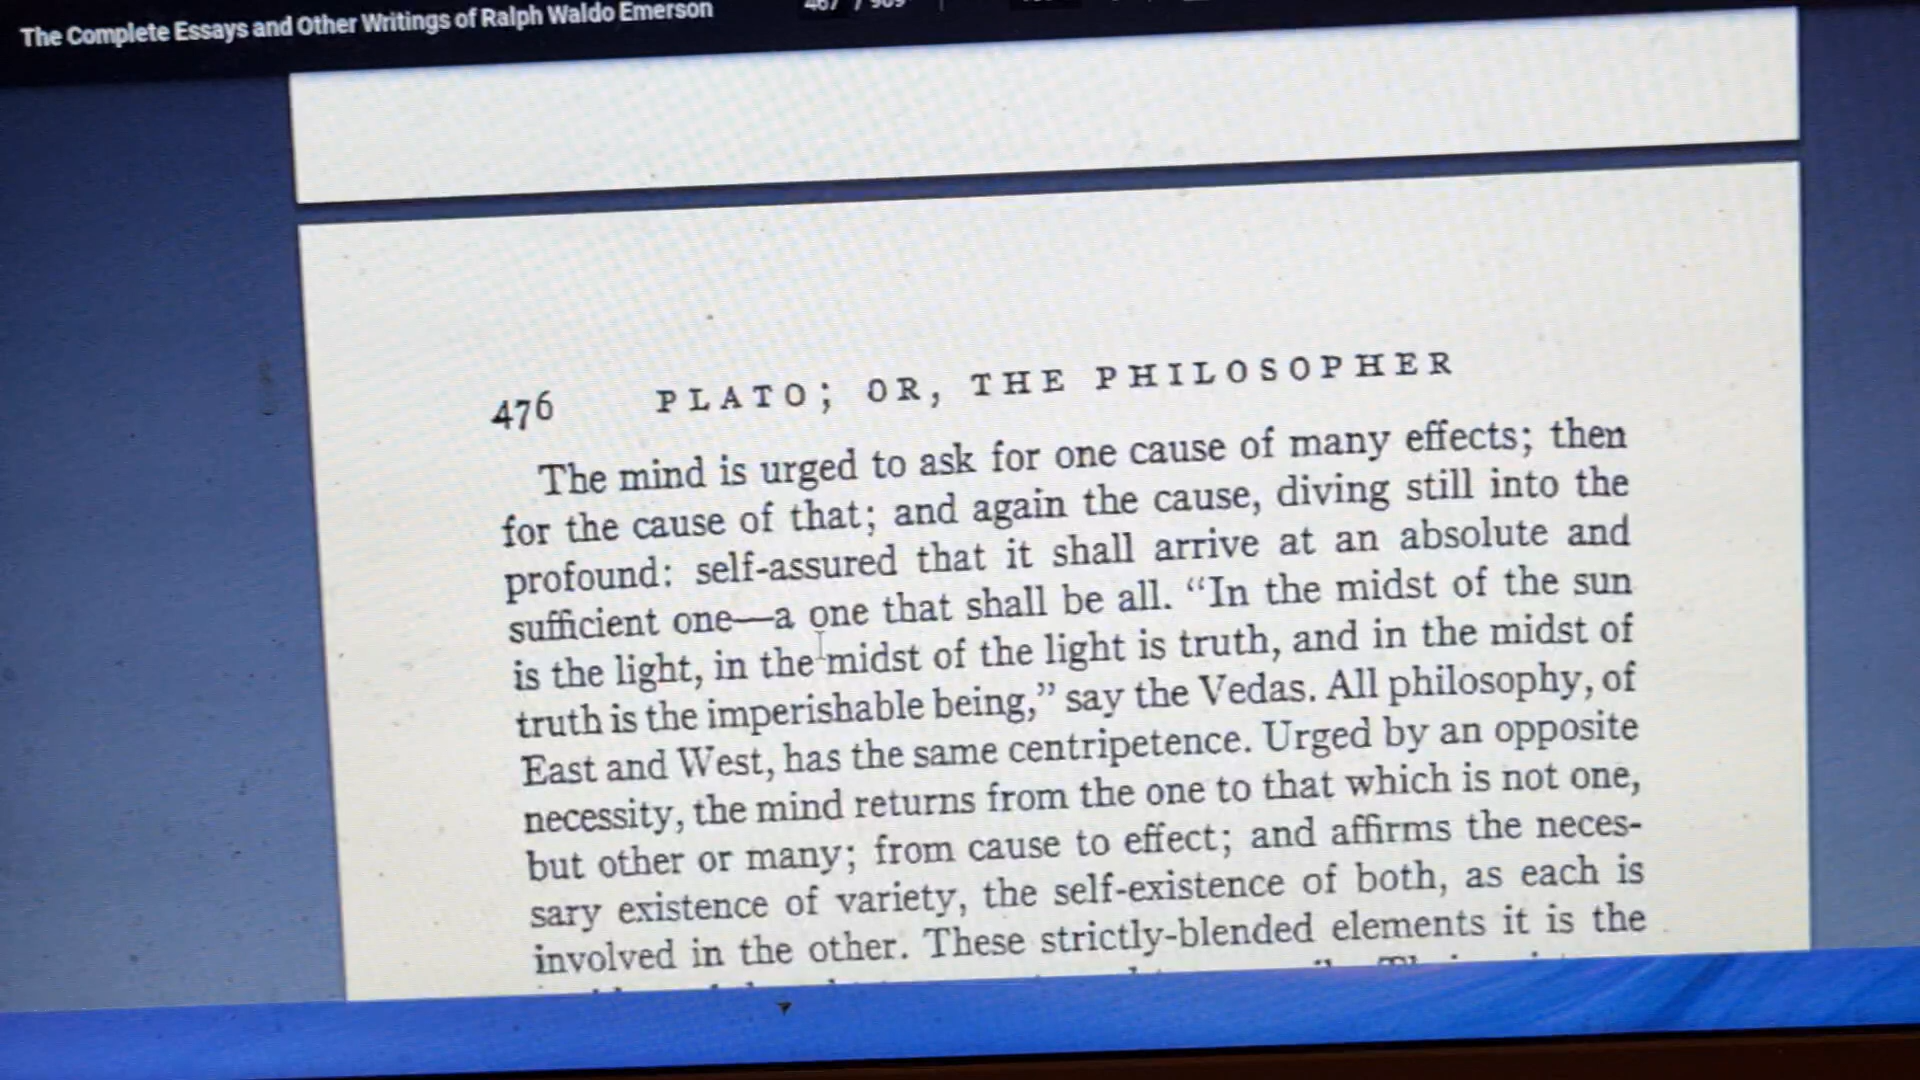 The Complete Essays and Other Writings of Ralph Waldo Emerson
476 PLATO; OR, THE PHILOSOPHER
The mind is urged to ask for one cause of many effects; then
for the cause of that; and again the cause, diving still into the
profound: self-assured that it shall arrive at an absolute and
sufficient one—a one that shall be all. “In the midst of the sun
is the light, in the midst of the light is truth, and in the midst of
truth is the imperishable being,” say the Vedas. All philosophy, of
East and West, has the same centripetence. Urged by an opposite
necessity, the mind returns from the one to that which is not one,
but other or many; from cause to effect; and affirms the neces-
sary existence of variety, the self-existence of both, as each is
involved in the other. These strictly-blended elements it is the